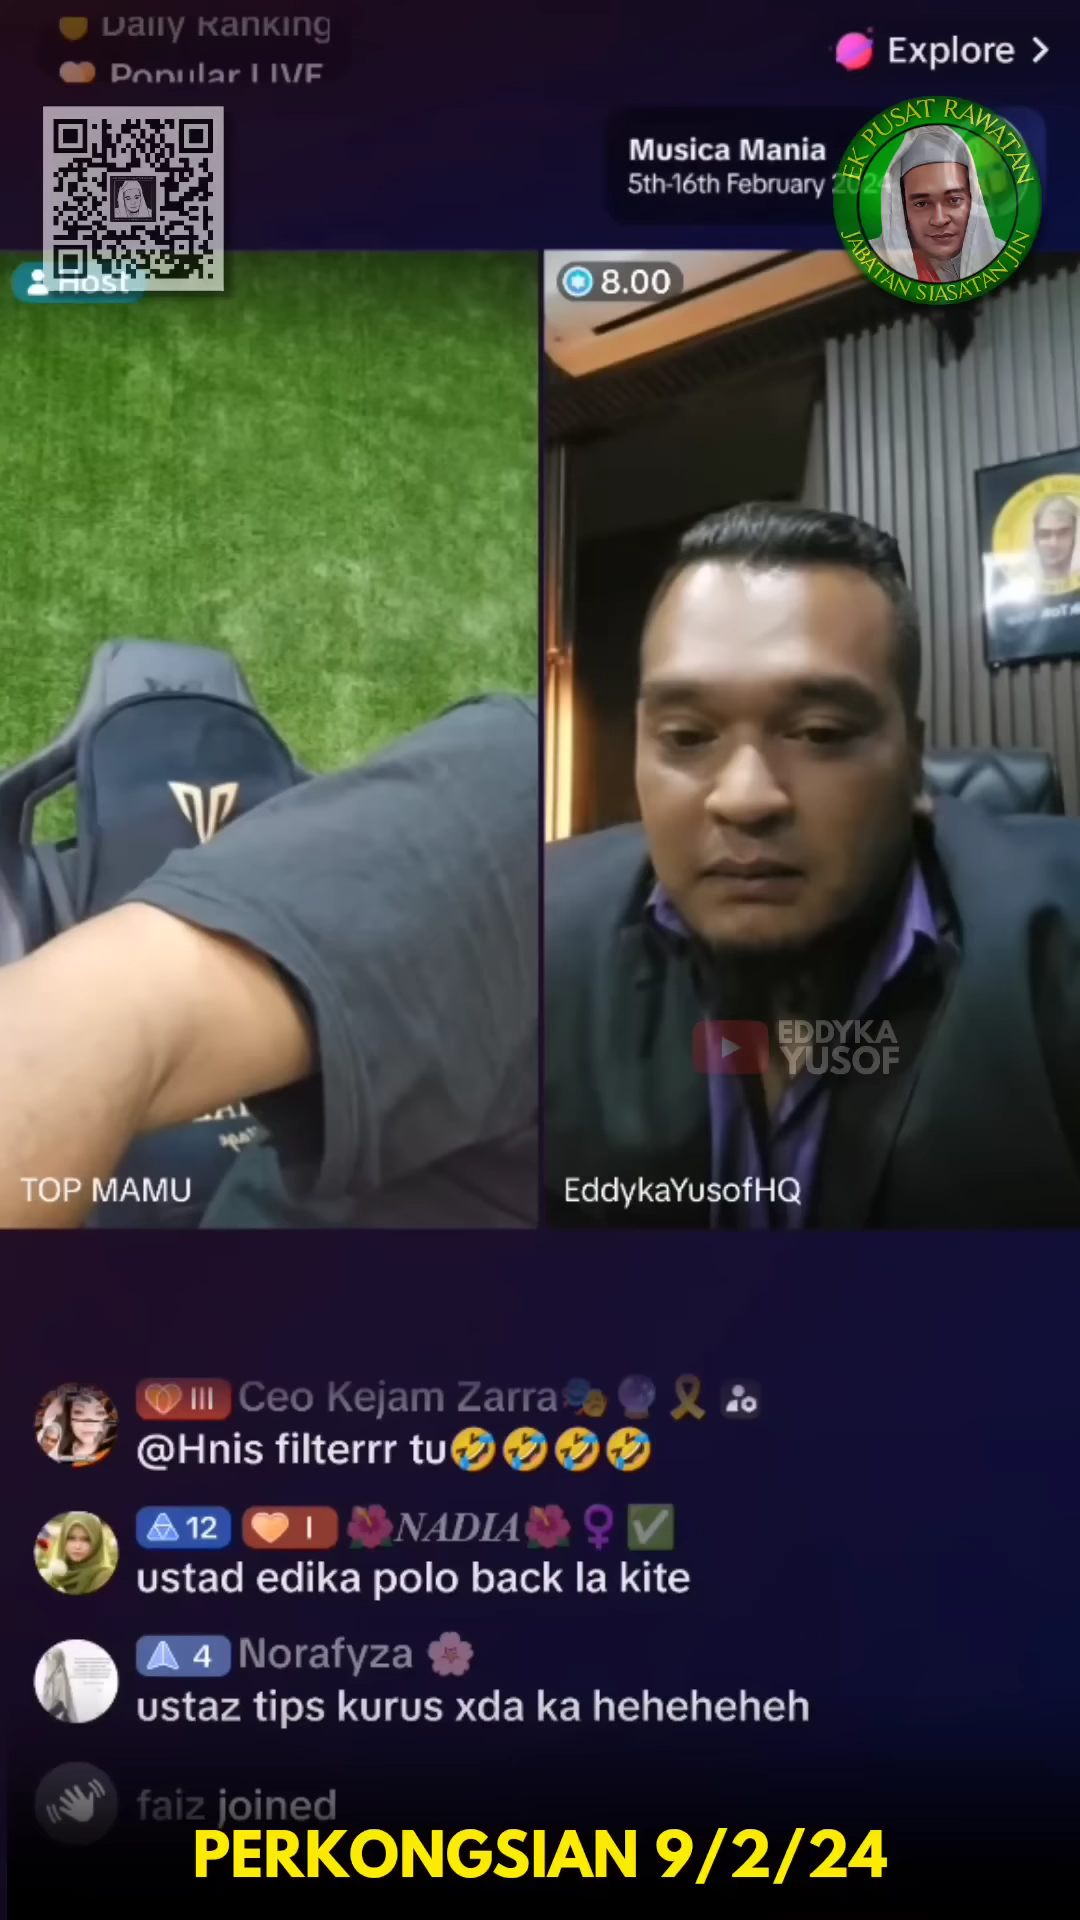 Daily Ranking
Popular LIVE
Explore
Musica Mania
5th-16th February 2024
EK PUSAT RAWATAN
JABATAN SIASATAN JIN
Host
8.00
EDDYKA
YUSOF
TOP MAMU
EddykaYusofHQ
III Ceo Kejam Zarra🎭🔮🎗
@Hnis filterrr tu🤣🤣🤣🤣
12 I 🌺NADIA🌺♀✅
ustad edika polo back la kite
4 Norafyza 🌸
ustaz tips kurus xda ka heheheheh
faiz joined
PERKONGSIAN 9/2/24